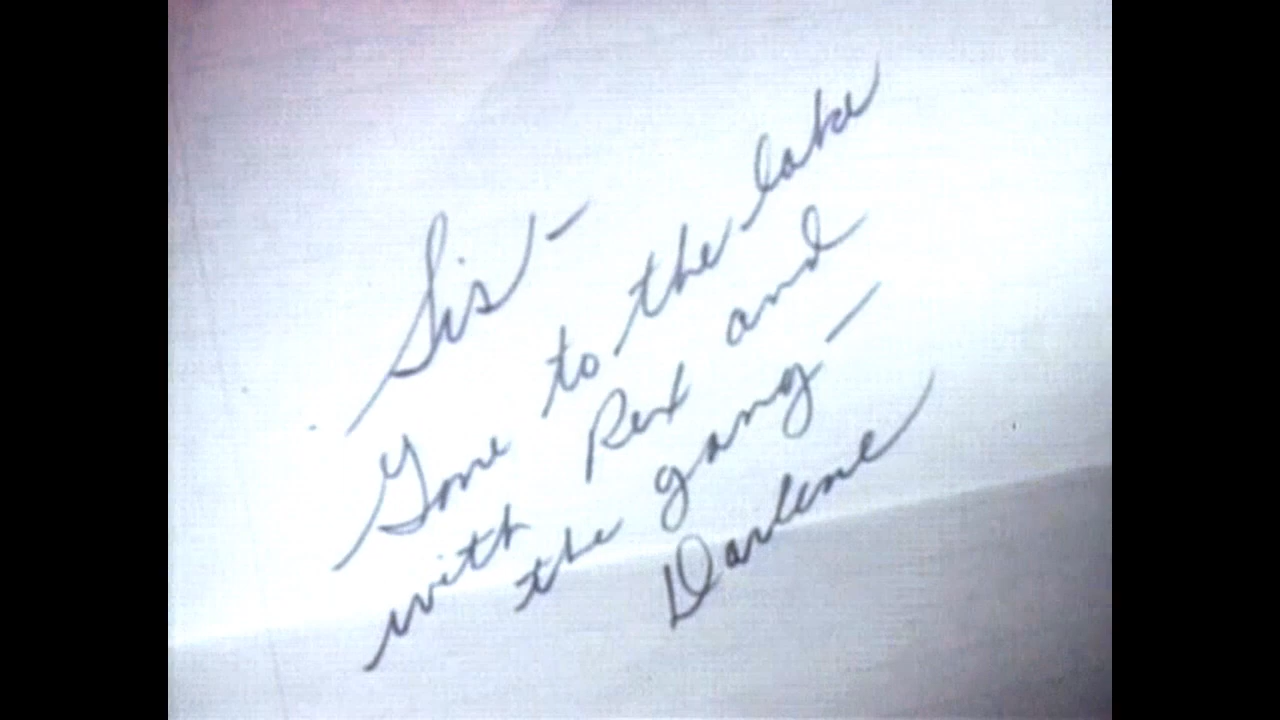 Sis —
Gone to the lake
with Rex and
the gang —
Darlene